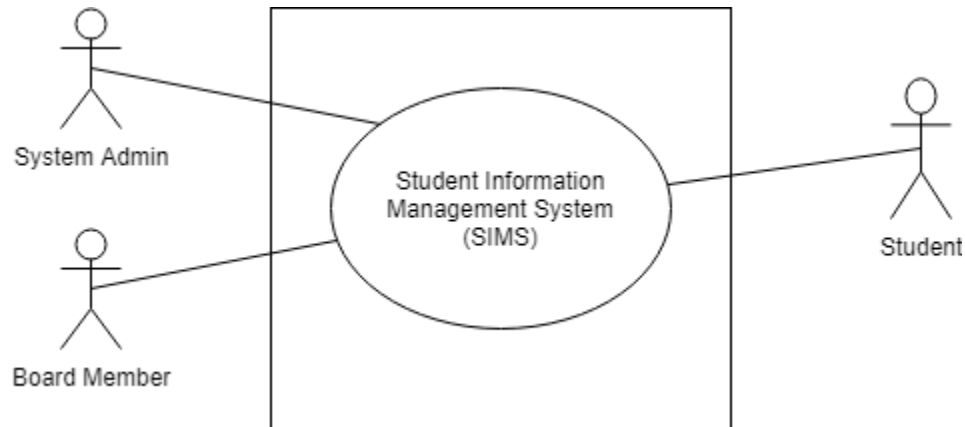 System Admin
Student Information
Management System
(SIMS)
Student
Board Member